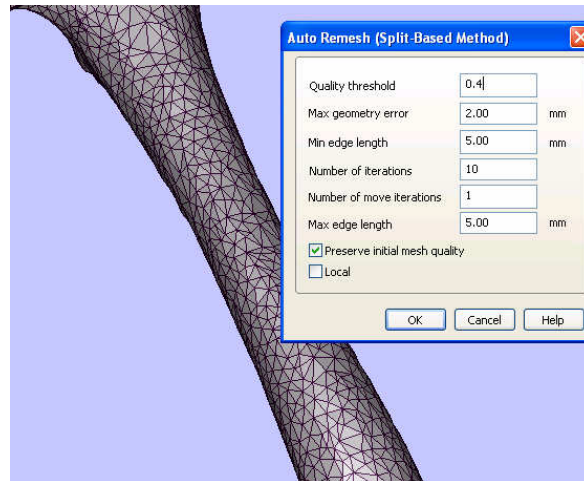 Auto Remesh (Split-Based Method)
Quality threshold 0.4
Max geometry error 2.00 mm
Min edge length 5.00 mm
Number of iterations 10
Number of move iterations 1
Max edge length 5.00 mm
Preserve initial mesh quality
Local
OK Cancel Help